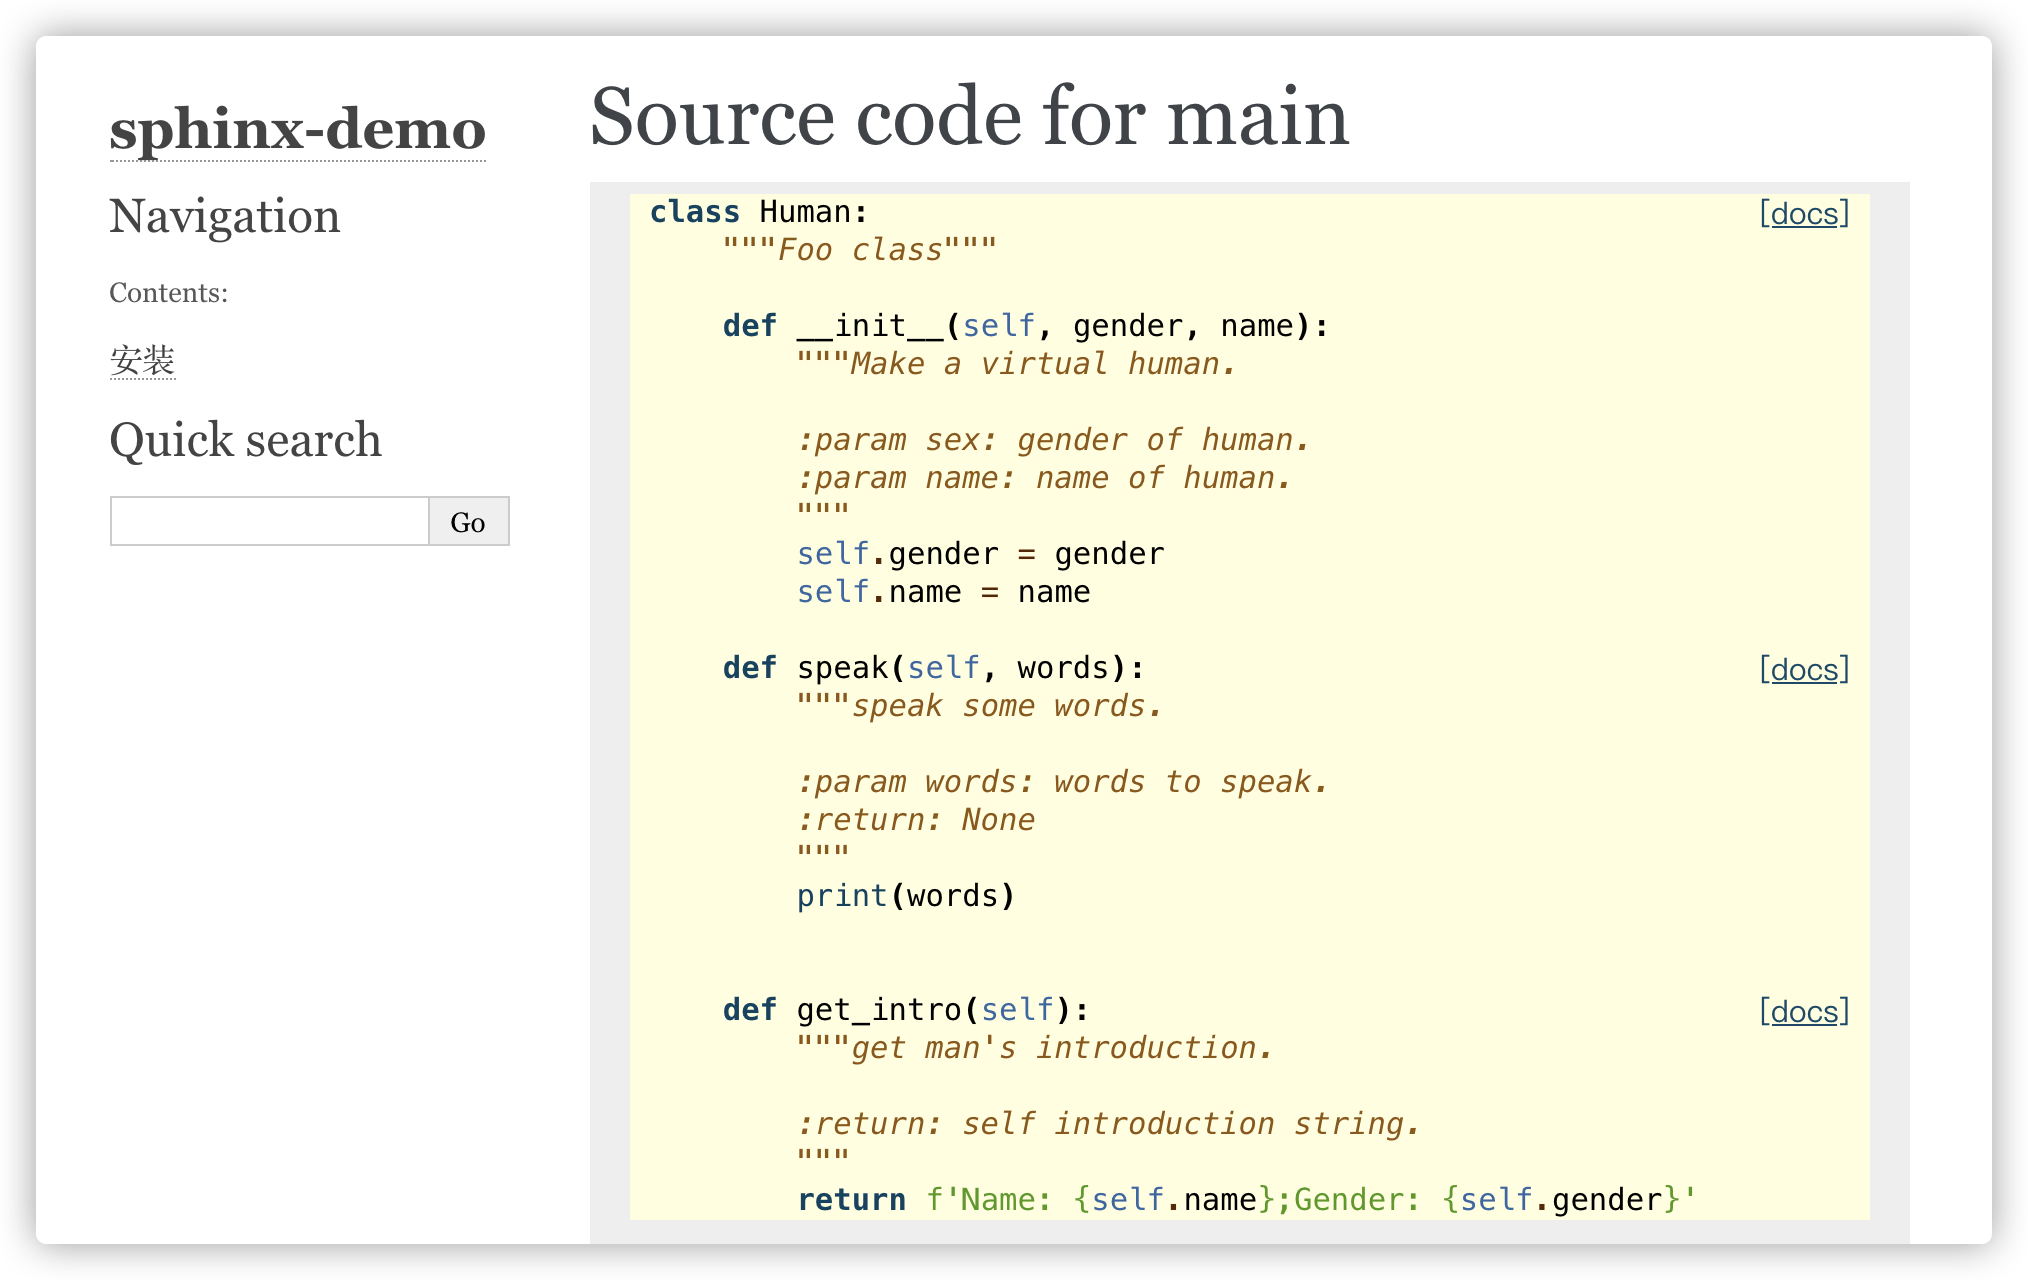 sphinx-demo
Navigation
Contents:
安装
Quick search
Go
Source code for main
class Human: [docs]
    """Foo class"""

    def __init__(self, gender, name):
        """Make a virtual human.

        :param sex: gender of human.
        :param name: name of human.
        """
        self.gender = gender
        self.name = name

    def speak(self, words): [docs]
        """speak some words.

        :param words: words to speak.
        :return: None
        """
        print(words)


    def get_intro(self): [docs]
        """get man's introduction.

        :return: self introduction string.
        """
        return f'Name: {self.name};Gender: {self.gender}'